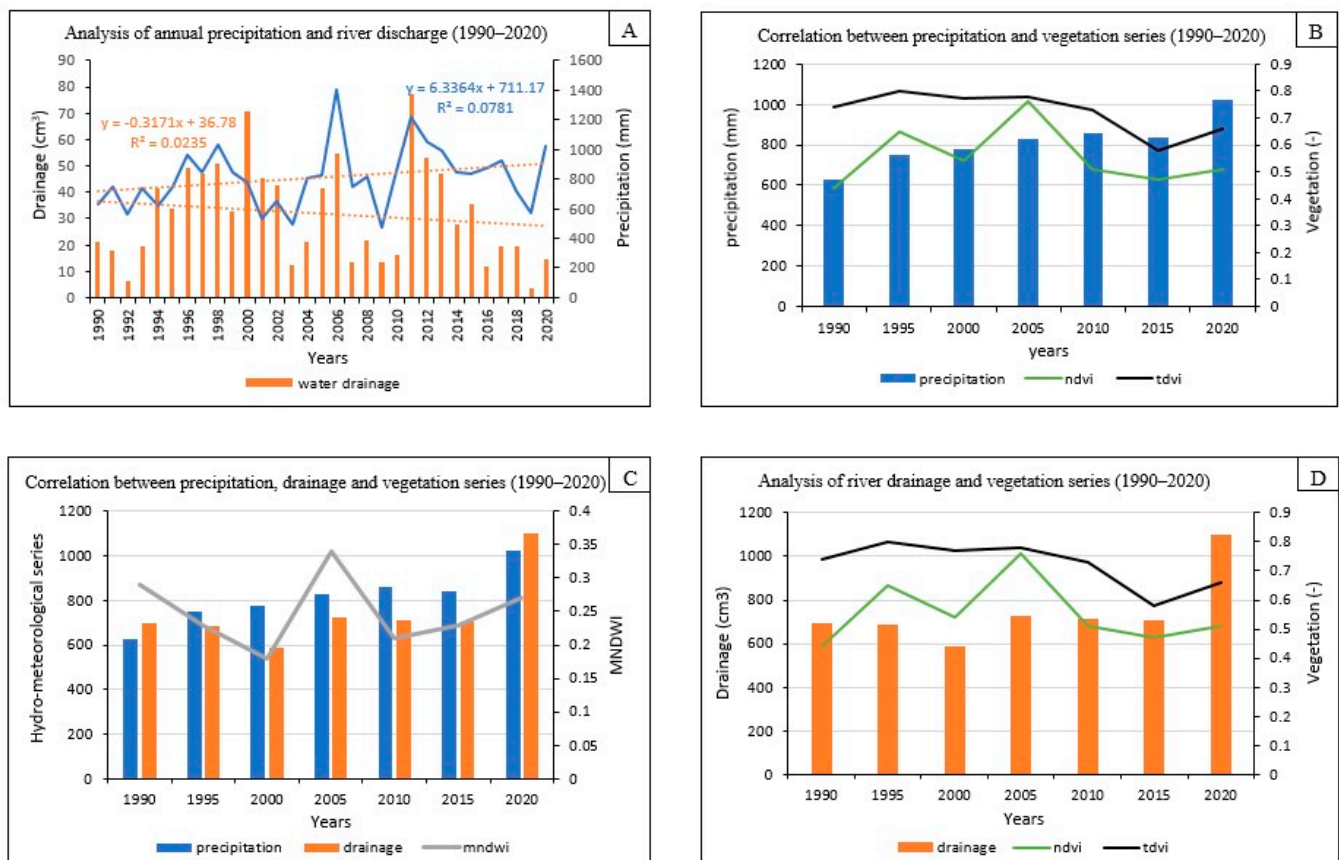 Analysis of annual precipitation and river discharge (1990–2020)
A
90
80
70
60
50
40
30
20
10
0
Drainage (cm³)
1600
1400
1200
1000
800
600
400
200
0
Precipitation (mm)
y = 6.3364x + 711.17
R² = 0.0781
y = -0.3171x + 36.78
R² = 0.0235
1990 1992 1994 1996 1998 2000 2002 2004 2006 2008 2010 2012 2014 2016 2018 2020
Years
water drainage
Correlation between precipitation and vegetation series (1990–2020)
B
1200
1000
800
600
400
200
0
precipitation (mm)
0.9
0.8
0.7
0.6
0.5
0.4
0.3
0.2
0.1
0
Vegetation (-)
1990 1995 2000 2005 2010 2015 2020
years
precipitation ndvi tdvi
Correlation between precipitation, drainage and vegetation series (1990–2020)
C
1200
1000
800
600
400
200
0
Hydro-meteorological series
0.4
0.35
0.3
0.25
0.2
0.15
0.1
0.05
0
MNDWI
1990 1995 2000 2005 2010 2015 2020
Years
precipitation drainage mndwi
Analysis of river drainage and vegetation series (1990–2020)
D
1200
1000
800
600
400
200
0
Drainage (cm3)
0.9
0.8
0.7
0.6
0.5
0.4
0.3
0.2
0.1
0
Vegetation (-)
1990 1995 2000 2005 2010 2015 2020
Years
drainage ndvi tdvi